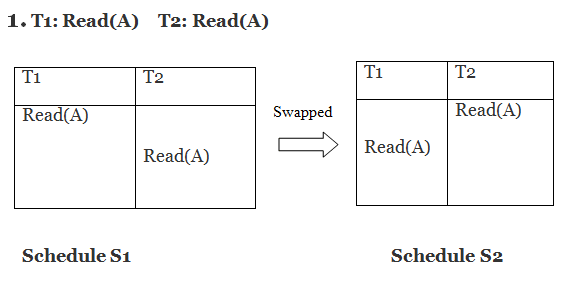 1. T1: Read(A) T2: Read(A)
T1 T2
Read(A)
Read(A)
Schedule S1
Swapped
T1 T2
Read(A)
Read(A)
Schedule S2